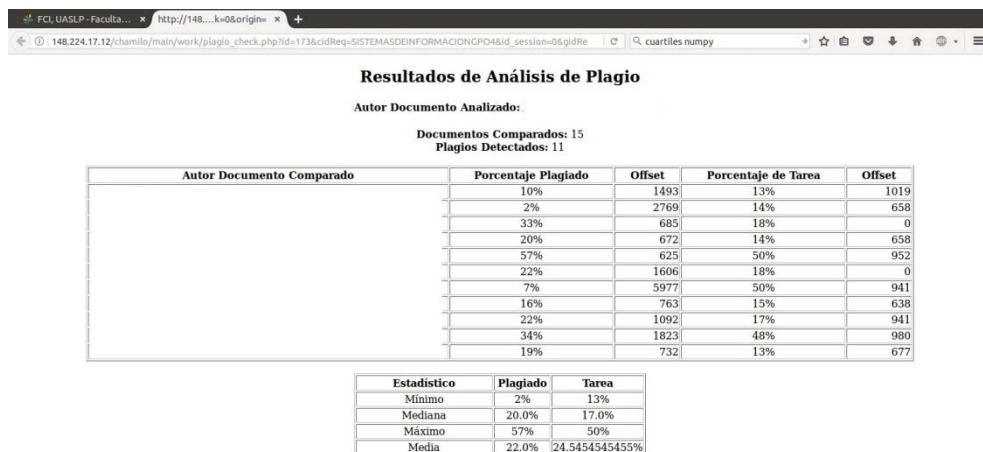 FCI, UASLP - Faculta... × http://148....k=0&origin= × +
148.224.17.12/chamilo/main/work/plagio_check.php?id=173&cidReq=SISTEMASDEINFORMACIONGPO4&id_session=0&gidRe cuartiles numpy
Resultados de Análisis de Plagio
Autor Documento Analizado:
Documentos Comparados: 15
Plagios Detectados: 11
Autor Documento Comparado Porcentaje Plagiado Offset Porcentaje de Tarea Offset
10% 1493 13% 1019
2% 2769 14% 658
33% 685 18% 0
20% 672 14% 658
57% 625 50% 952
22% 1606 18% 0
7% 5977 50% 941
16% 763 15% 638
22% 1092 17% 941
34% 1823 48% 980
19% 732 13% 677
Estadístico Plagiado Tarea
Mínimo 2% 13%
Mediana 20.0% 17.0%
Máximo 57% 50%
Media 22.0% 24.5454545455%